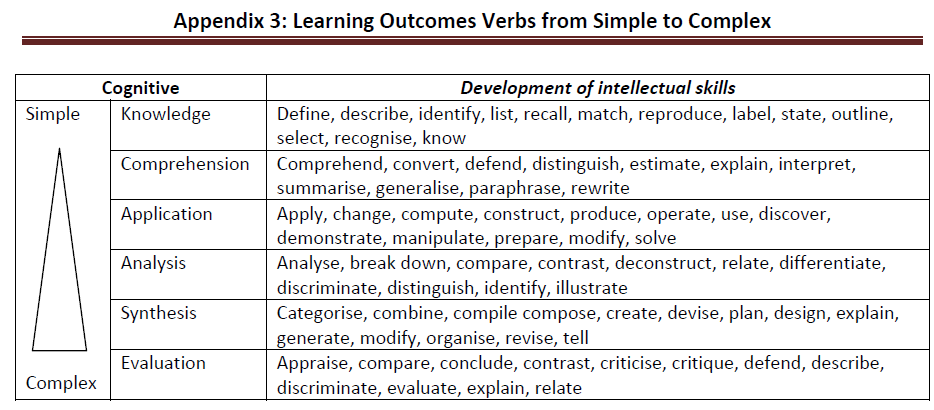 Appendix 3: Learning Outcomes Verbs from Simple to Complex
Cognitive Development of intellectual skills
Simple Knowledge Define, describe, identify, list, recall, match, reproduce, label, state, outline,
select, recognise, know
Comprehension Comprehend, convert, defend, distinguish, estimate, explain, interpret,
summarise, generalise, paraphrase, rewrite
Application Apply, change, compute, construct, produce, operate, use, discover,
demonstrate, manipulate, prepare, modify, solve
Analysis Analyse, break down, compare, contrast, deconstruct, relate, differentiate,
discriminate, distinguish, identify, illustrate
Synthesis Categorise, combine, compile compose, create, devise, plan, design, explain,
generate, modify, organise, revise, tell
Evaluation Appraise, compare, conclude, contrast, criticise, critique, defend, describe,
Complex discriminate, evaluate, explain, relate